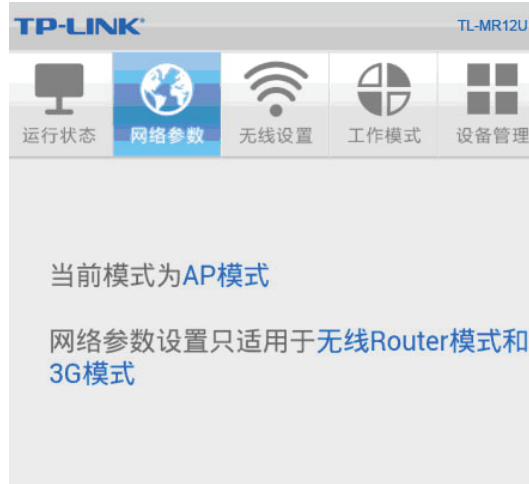 TP-LINK
TL-MR12U
运行状态 网络参数 无线设置 工作模式 设备管理
当前模式为AP模式
网络参数设置只适用于无线Router模式和
3G模式